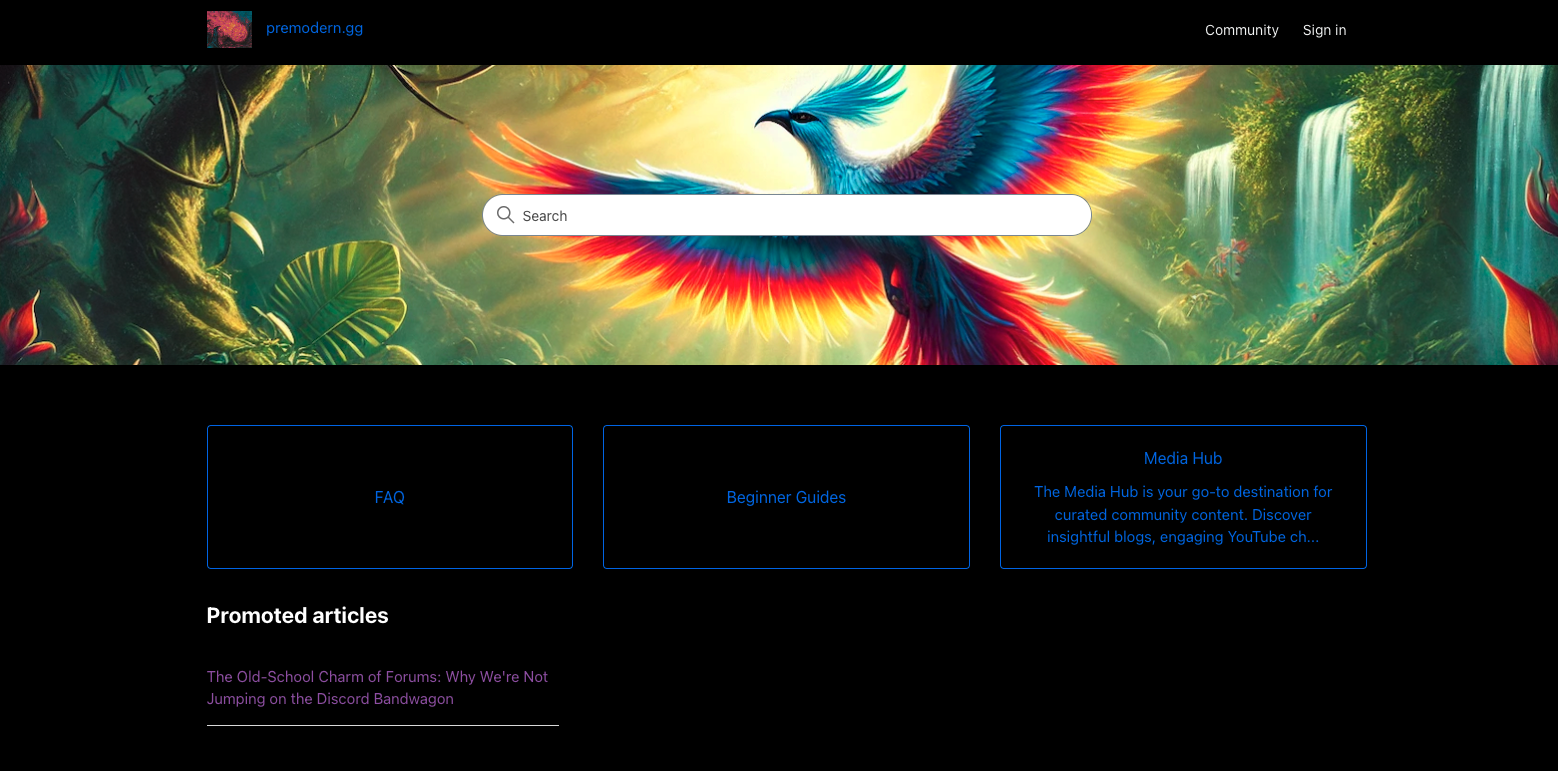 premodern.gg
Community
Sign in
Search
FAQ
Beginner Guides
Media Hub
The Media Hub is your go-to destination for
curated community content. Discover
insightful blogs, engaging YouTube ch...
Promoted articles
The Old-School Charm of Forums: Why We're Not
Jumping on the Discord Bandwagon